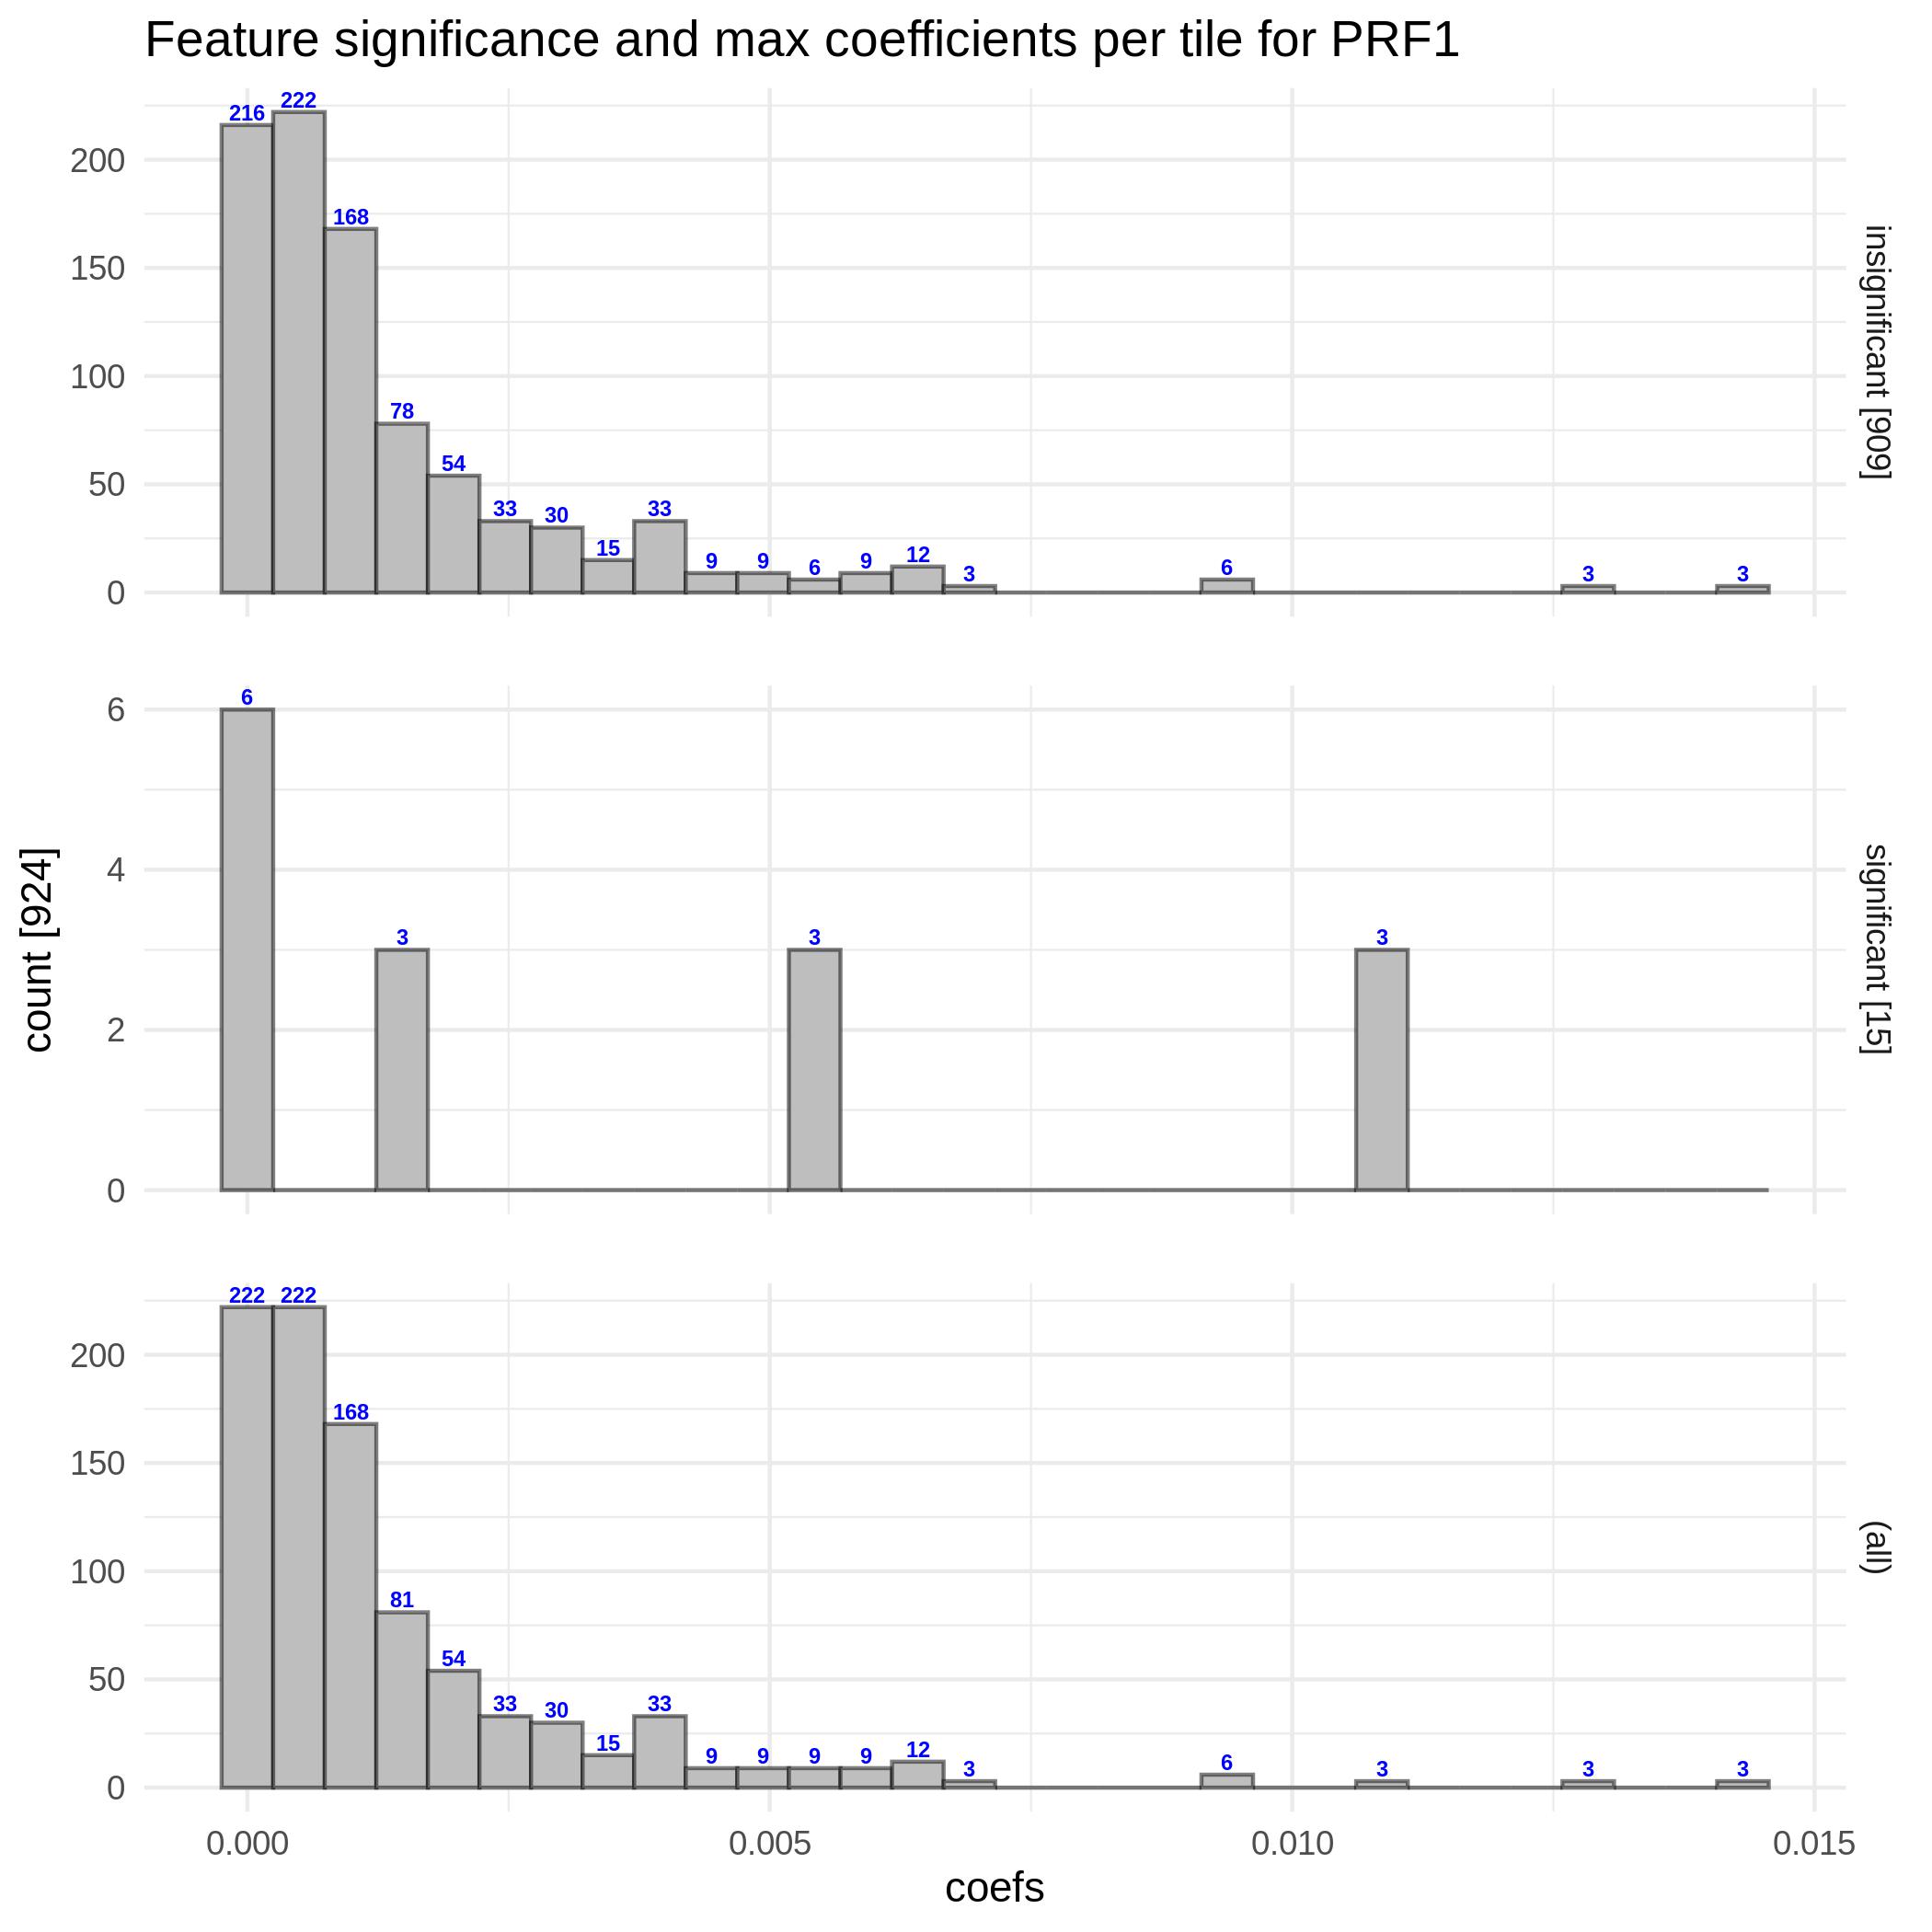 Feature significance and max coefficients per tile for PRF1
216 222 168 78 54 33 30 15 33 9 9 6 9 12 3 6 3 3
200
150
100
50
0
insignificant [909]
6 3 3 3
6
4
2
0
significant [15]
count [924]
222 222 168 81 54 33 30 15 33 9 9 9 9 12 3 6 3 3 3
200
150
100
50
0
(all)
0.000 0.005 0.010 0.015
coefs